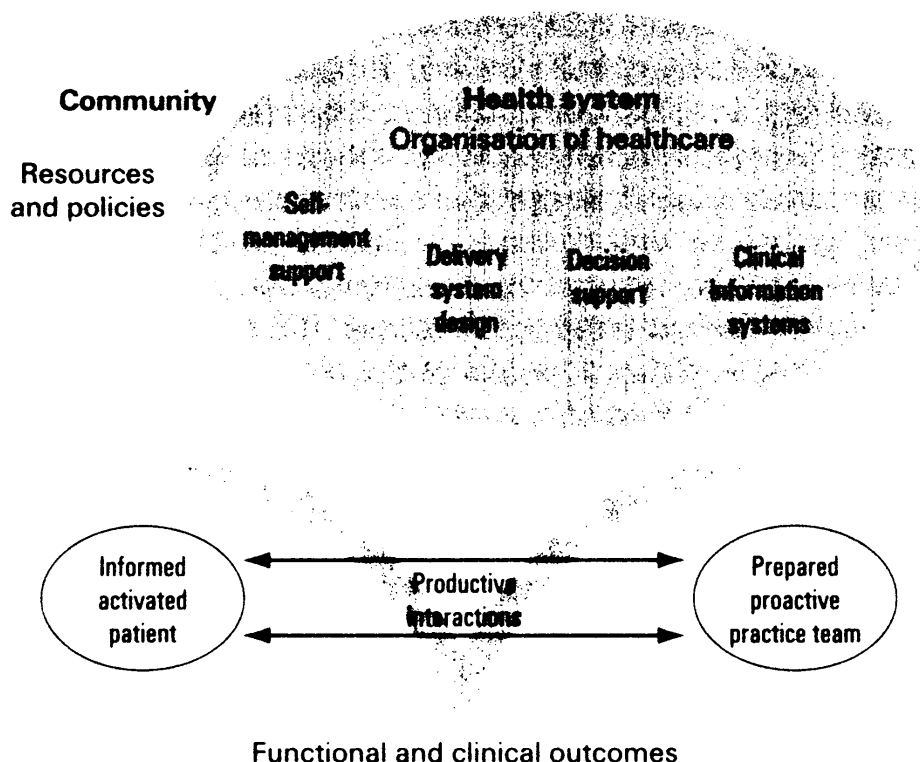 Community
Health system
Organisation of healthcare
Resources
and policies
Self-
management
support
Delivery
system
design
Decision
support
Clinical
information
systems
Informed
activated
patient
Productive
interactions
Prepared
proactive
practice team
Functional and clinical outcomes